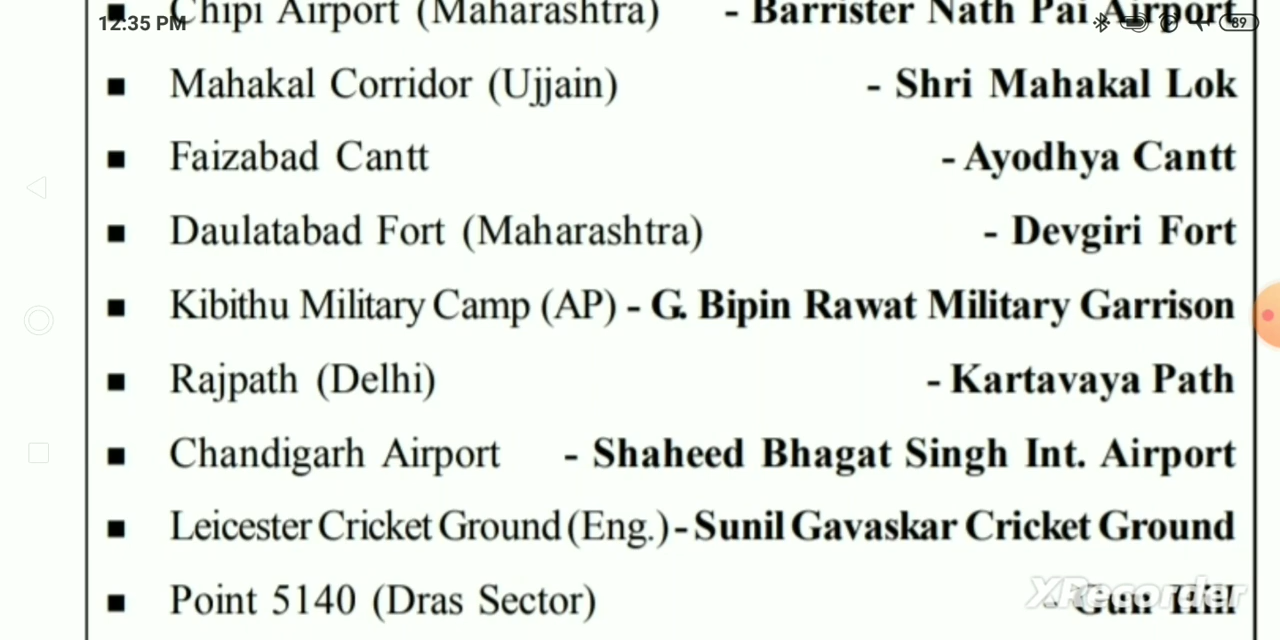 Chipi Airport (Maharashtra) - Barrister Nath Pai Airport
12:35 PM 89
■ Mahakal Corridor (Ujjain) - Shri Mahakal Lok
■ Faizabad Cantt - Ayodhya Cantt
■ Daulatabad Fort (Maharashtra) - Devgiri Fort
■ Kibithu Military Camp (AP) - G. Bipin Rawat Military Garrison
■ Rajpath (Delhi) - Kartavaya Path
■ Chandigarh Airport - Shaheed Bhagat Singh Int. Airport
■ Leicester Cricket Ground (Eng.) - Sunil Gavaskar Cricket Ground
■ Point 5140 (Dras Sector) - Gun Hill
XRecorder